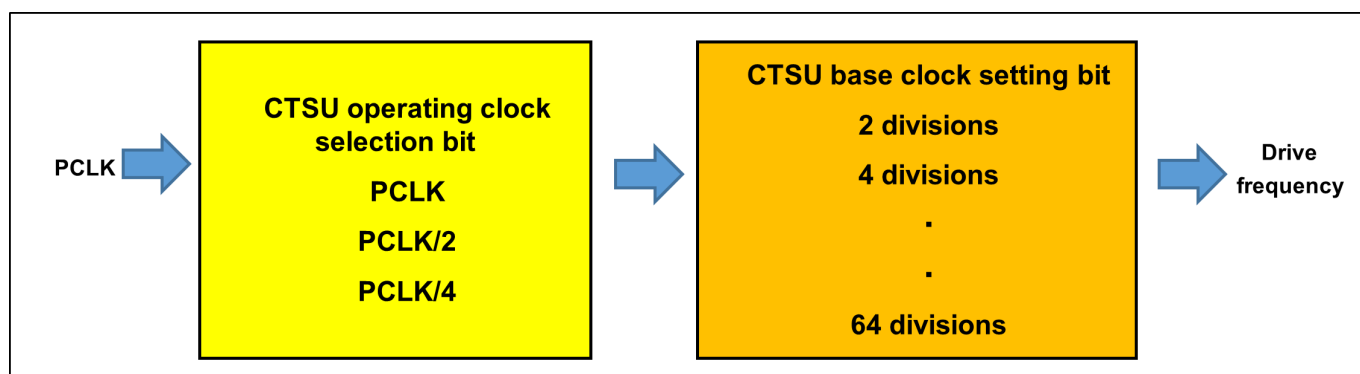 PCLK
CTSU operating clock
selection bit
PCLK
PCLK/2
PCLK/4
CTSU base clock setting bit
2 divisions
4 divisions
.
.
64 divisions
Drive
frequency